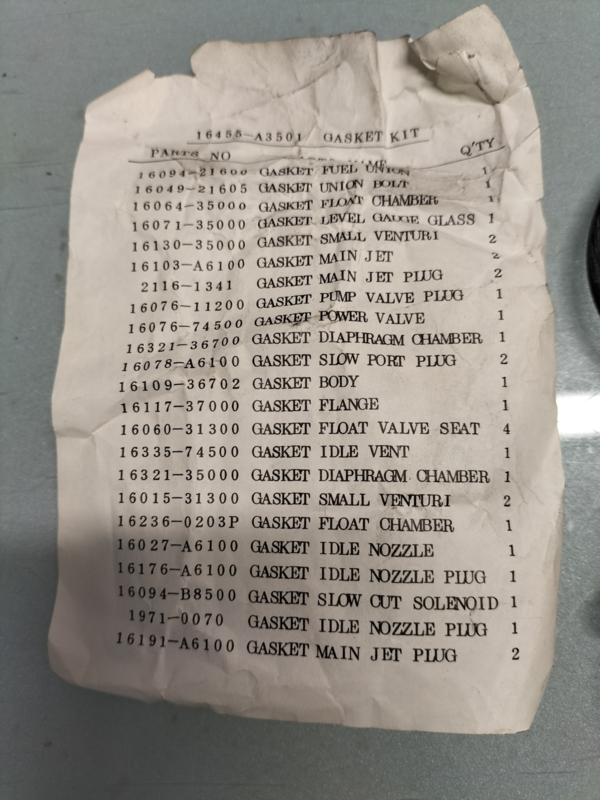 16455-A3501 GASKET KIT
PARTS NO NAME Q'TY
16094-21600 GASKET FUEL UNION 1
16049-21605 GASKET UNION BOLT 1
16064-35000 GASKET FLOAT CHAMBER 1
16071-35000 GASKET LEVEL GAUGE GLASS 1
16130-35000 GASKET SMALL VENTURI 2
16103-A6100 GASKET MAIN JET 2
2116-1341 GASKET MAIN JET PLUG 2
16076-11200 GASKET PUMP VALVE PLUG 1
16076-74500 GASKET POWER VALVE 1
16321-36700 GASKET DIAPHRAGM CHAMBER 1
16078-A6100 GASKET SLOW PORT PLUG 2
16109-36702 GASKET BODY 1
16117-37000 GASKET FLANGE 1
16060-31300 GASKET FLOAT VALVE SEAT 4
16335-74500 GASKET IDLE VENT 1
16321-35000 GASKET DIAPHRAGM CHAMBER 1
16015-31300 GASKET SMALL VENTURI 2
16236-0203P GASKET FLOAT CHAMBER 1
16027-A6100 GASKET IDLE NOZZLE 1
16176-A6100 GASKET IDLE NOZZLE PLUG 1
16094-B8500 GASKET SLOW CUT SOLENOID 1
1971-0070 GASKET IDLE NOZZLE PLUG 1
16191-A6100 GASKET MAIN JET PLUG 2